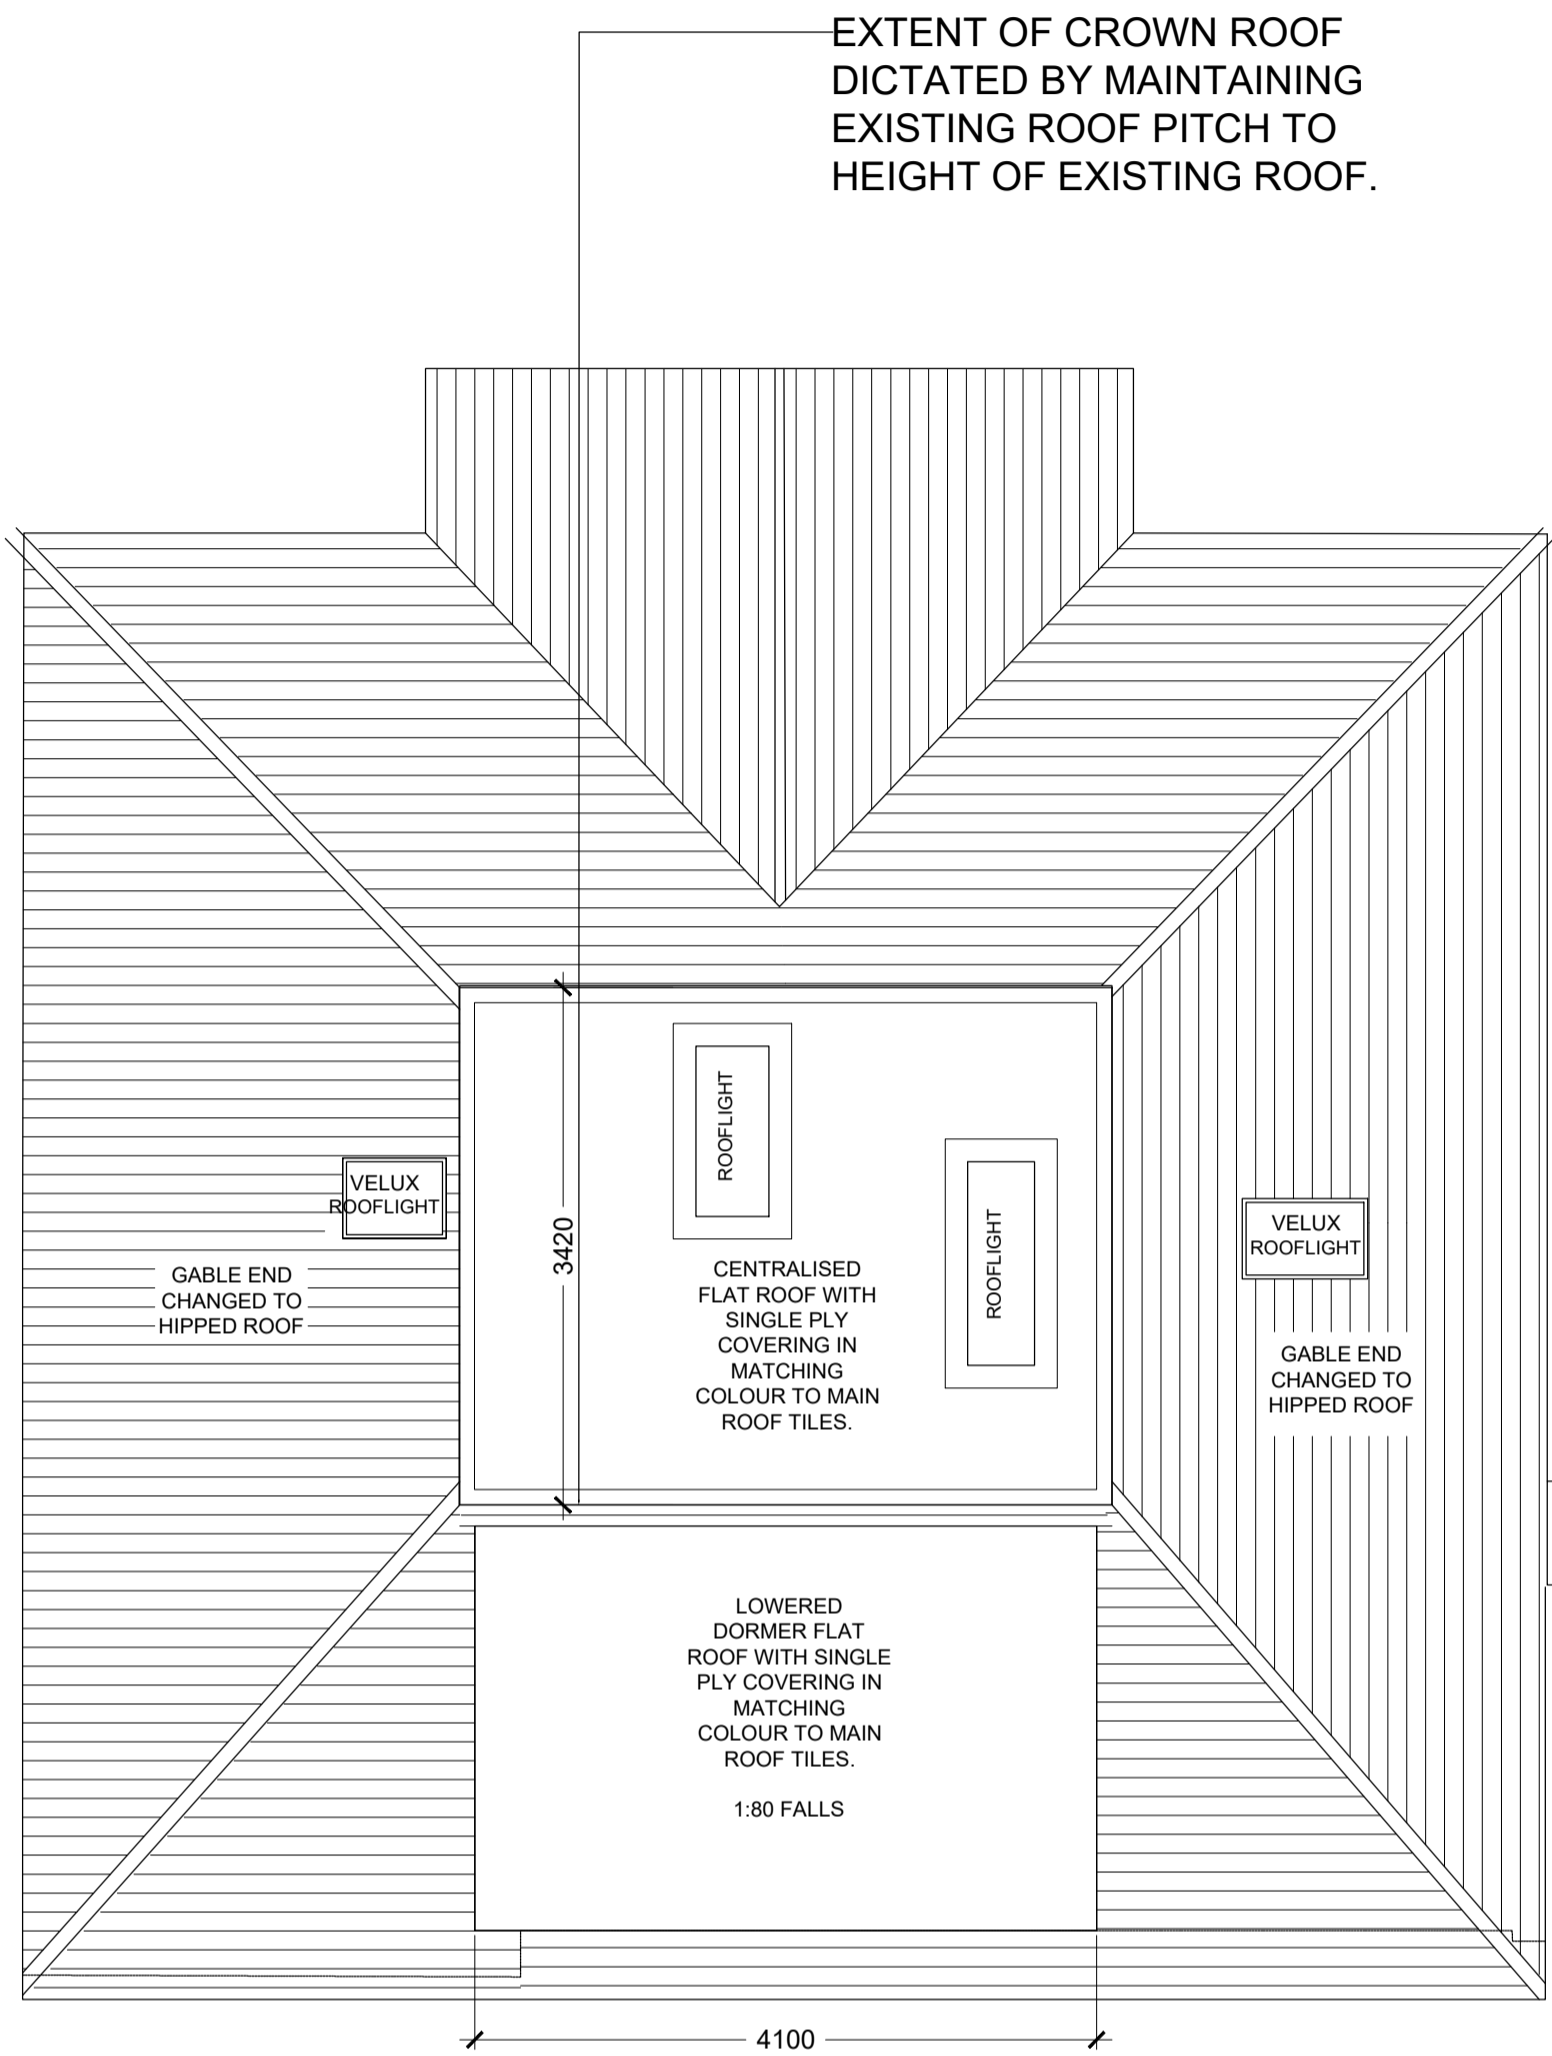 EXTENT OF CROWN ROOF
DICTATED BY MAINTAINING
EXISTING ROOF PITCH TO
HEIGHT OF EXISTING ROOF.
ROOFLIGHT
VELUX
ROOFLIGHT
3420
ROOFLIGHT
VELUX
ROOFLIGHT
GABLE END
CHANGED TO
HIPPED ROOF
CENTRALISED
FLAT ROOF WITH
SINGLE PLY
COVERING IN
MATCHING
COLOUR TO MAIN
ROOF TILES.
GABLE END
CHANGED TO
HIPPED ROOF
LOWERED
DORMER FLAT
ROOF WITH SINGLE
PLY COVERING IN
MATCHING
COLOUR TO MAIN
ROOF TILES.
1:80 FALLS
4100